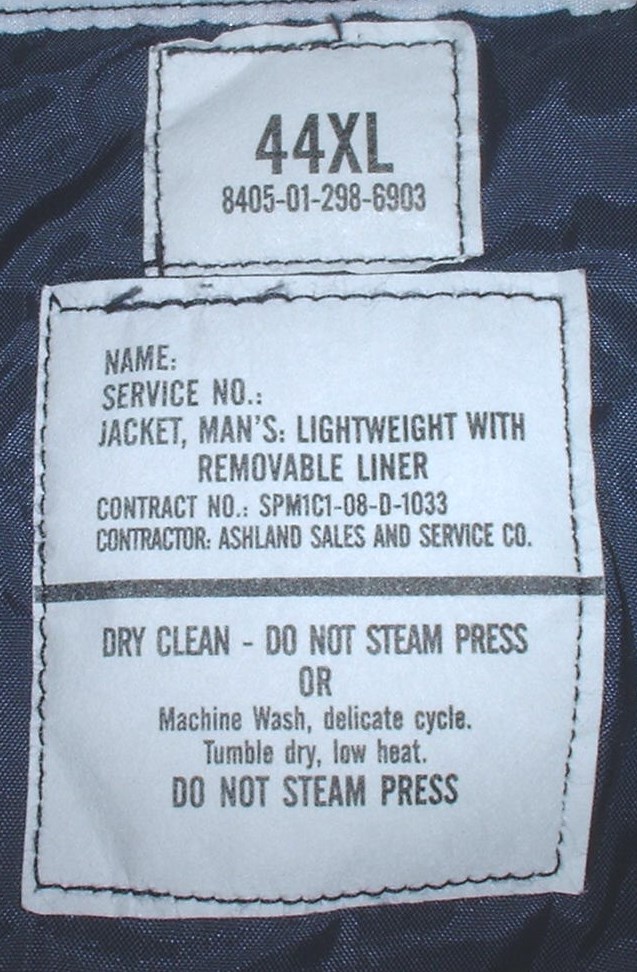 44XL
8405-01-298-6903
NAME:
SERVICE NO.:
JACKET, MAN'S: LIGHTWEIGHT WITH
REMOVABLE LINER
CONTRACT NO.: SPM1C1-08-D-1033
CONTRACTOR: ASHLAND SALES AND SERVICE CO.
DRY CLEAN - DO NOT STEAM PRESS
OR
Machine Wash, delicate cycle.
Tumble dry, low heat.
DO NOT STEAM PRESS